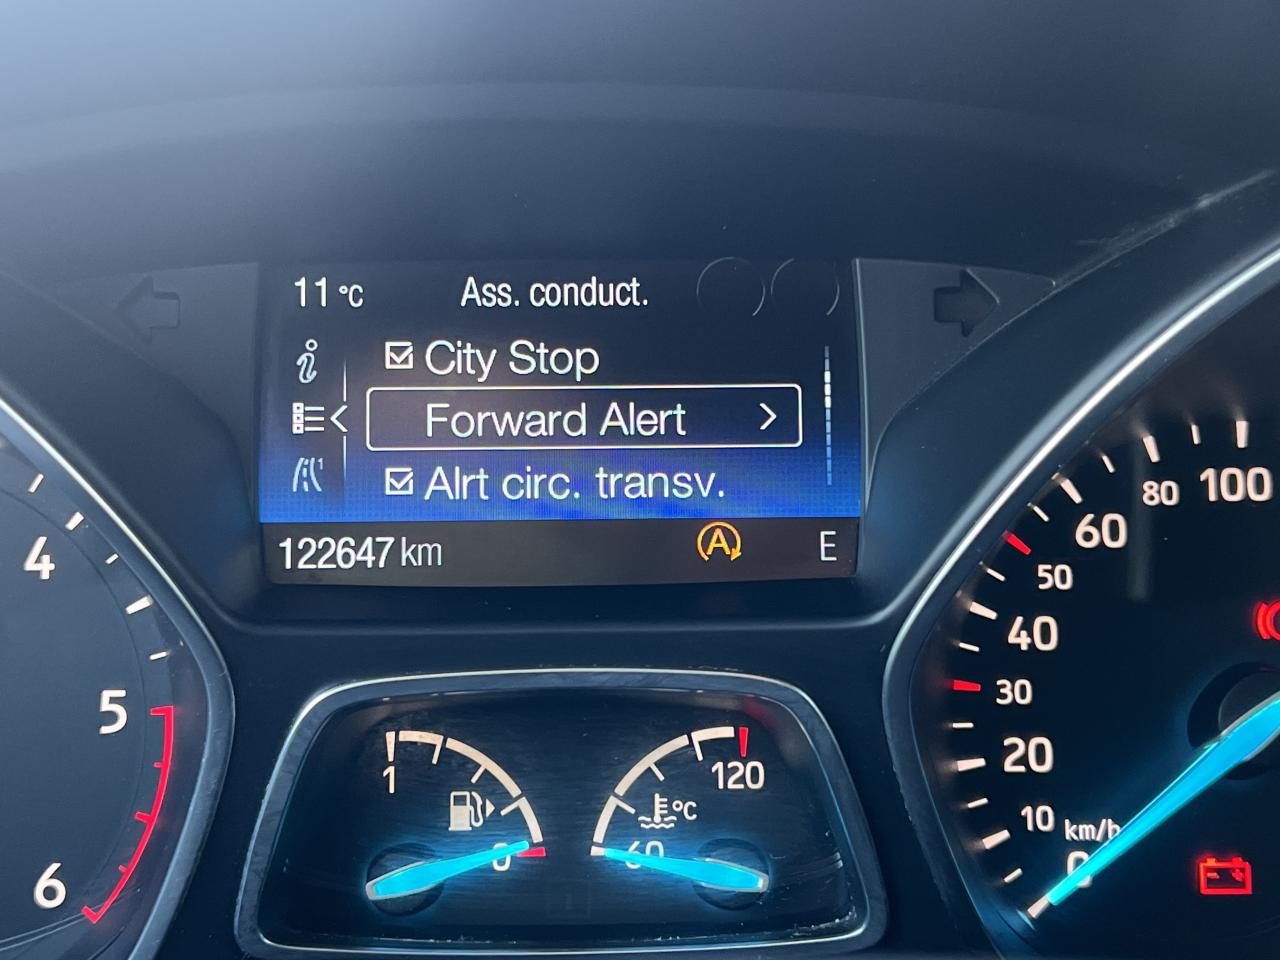 11 °C Ass. conduct.
City Stop
Forward Alert
Alrt circ. transv.
122647 km A E
4
5
6
1
0
120
°C
60
100
80
60
50
40
30
20
10
km/h
0